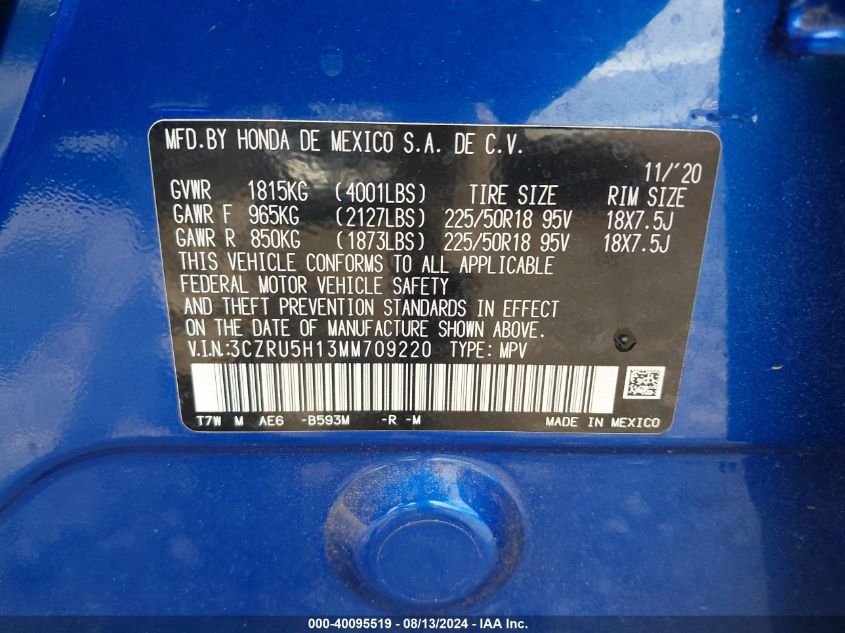 MFD.BY HONDA DE MEXICO S.A. DE C.V.
11/'20
GVWR 1815KG (4001LBS) TIRE SIZE RIM SIZE
GAWR F 965KG (2127LBS) 225/50R18 95V 18X7.5J
GAWR R 850KG (1873LBS) 225/50R18 95V 18X7.5J
THIS VEHICLE CONFORMS TO ALL APPLICABLE
FEDERAL MOTOR VEHICLE SAFETY
AND THEFT PREVENTION STANDARDS IN EFFECT
ON THE DATE OF MANUFACTURE SHOWN ABOVE.
V.I.N.:3CZRU5H13MM709220 TYPE: MPV
T7W M AE6 -B593M -R -M MADE IN MEXICO
000-40095519 - 08/13/2024 - IAA Inc.